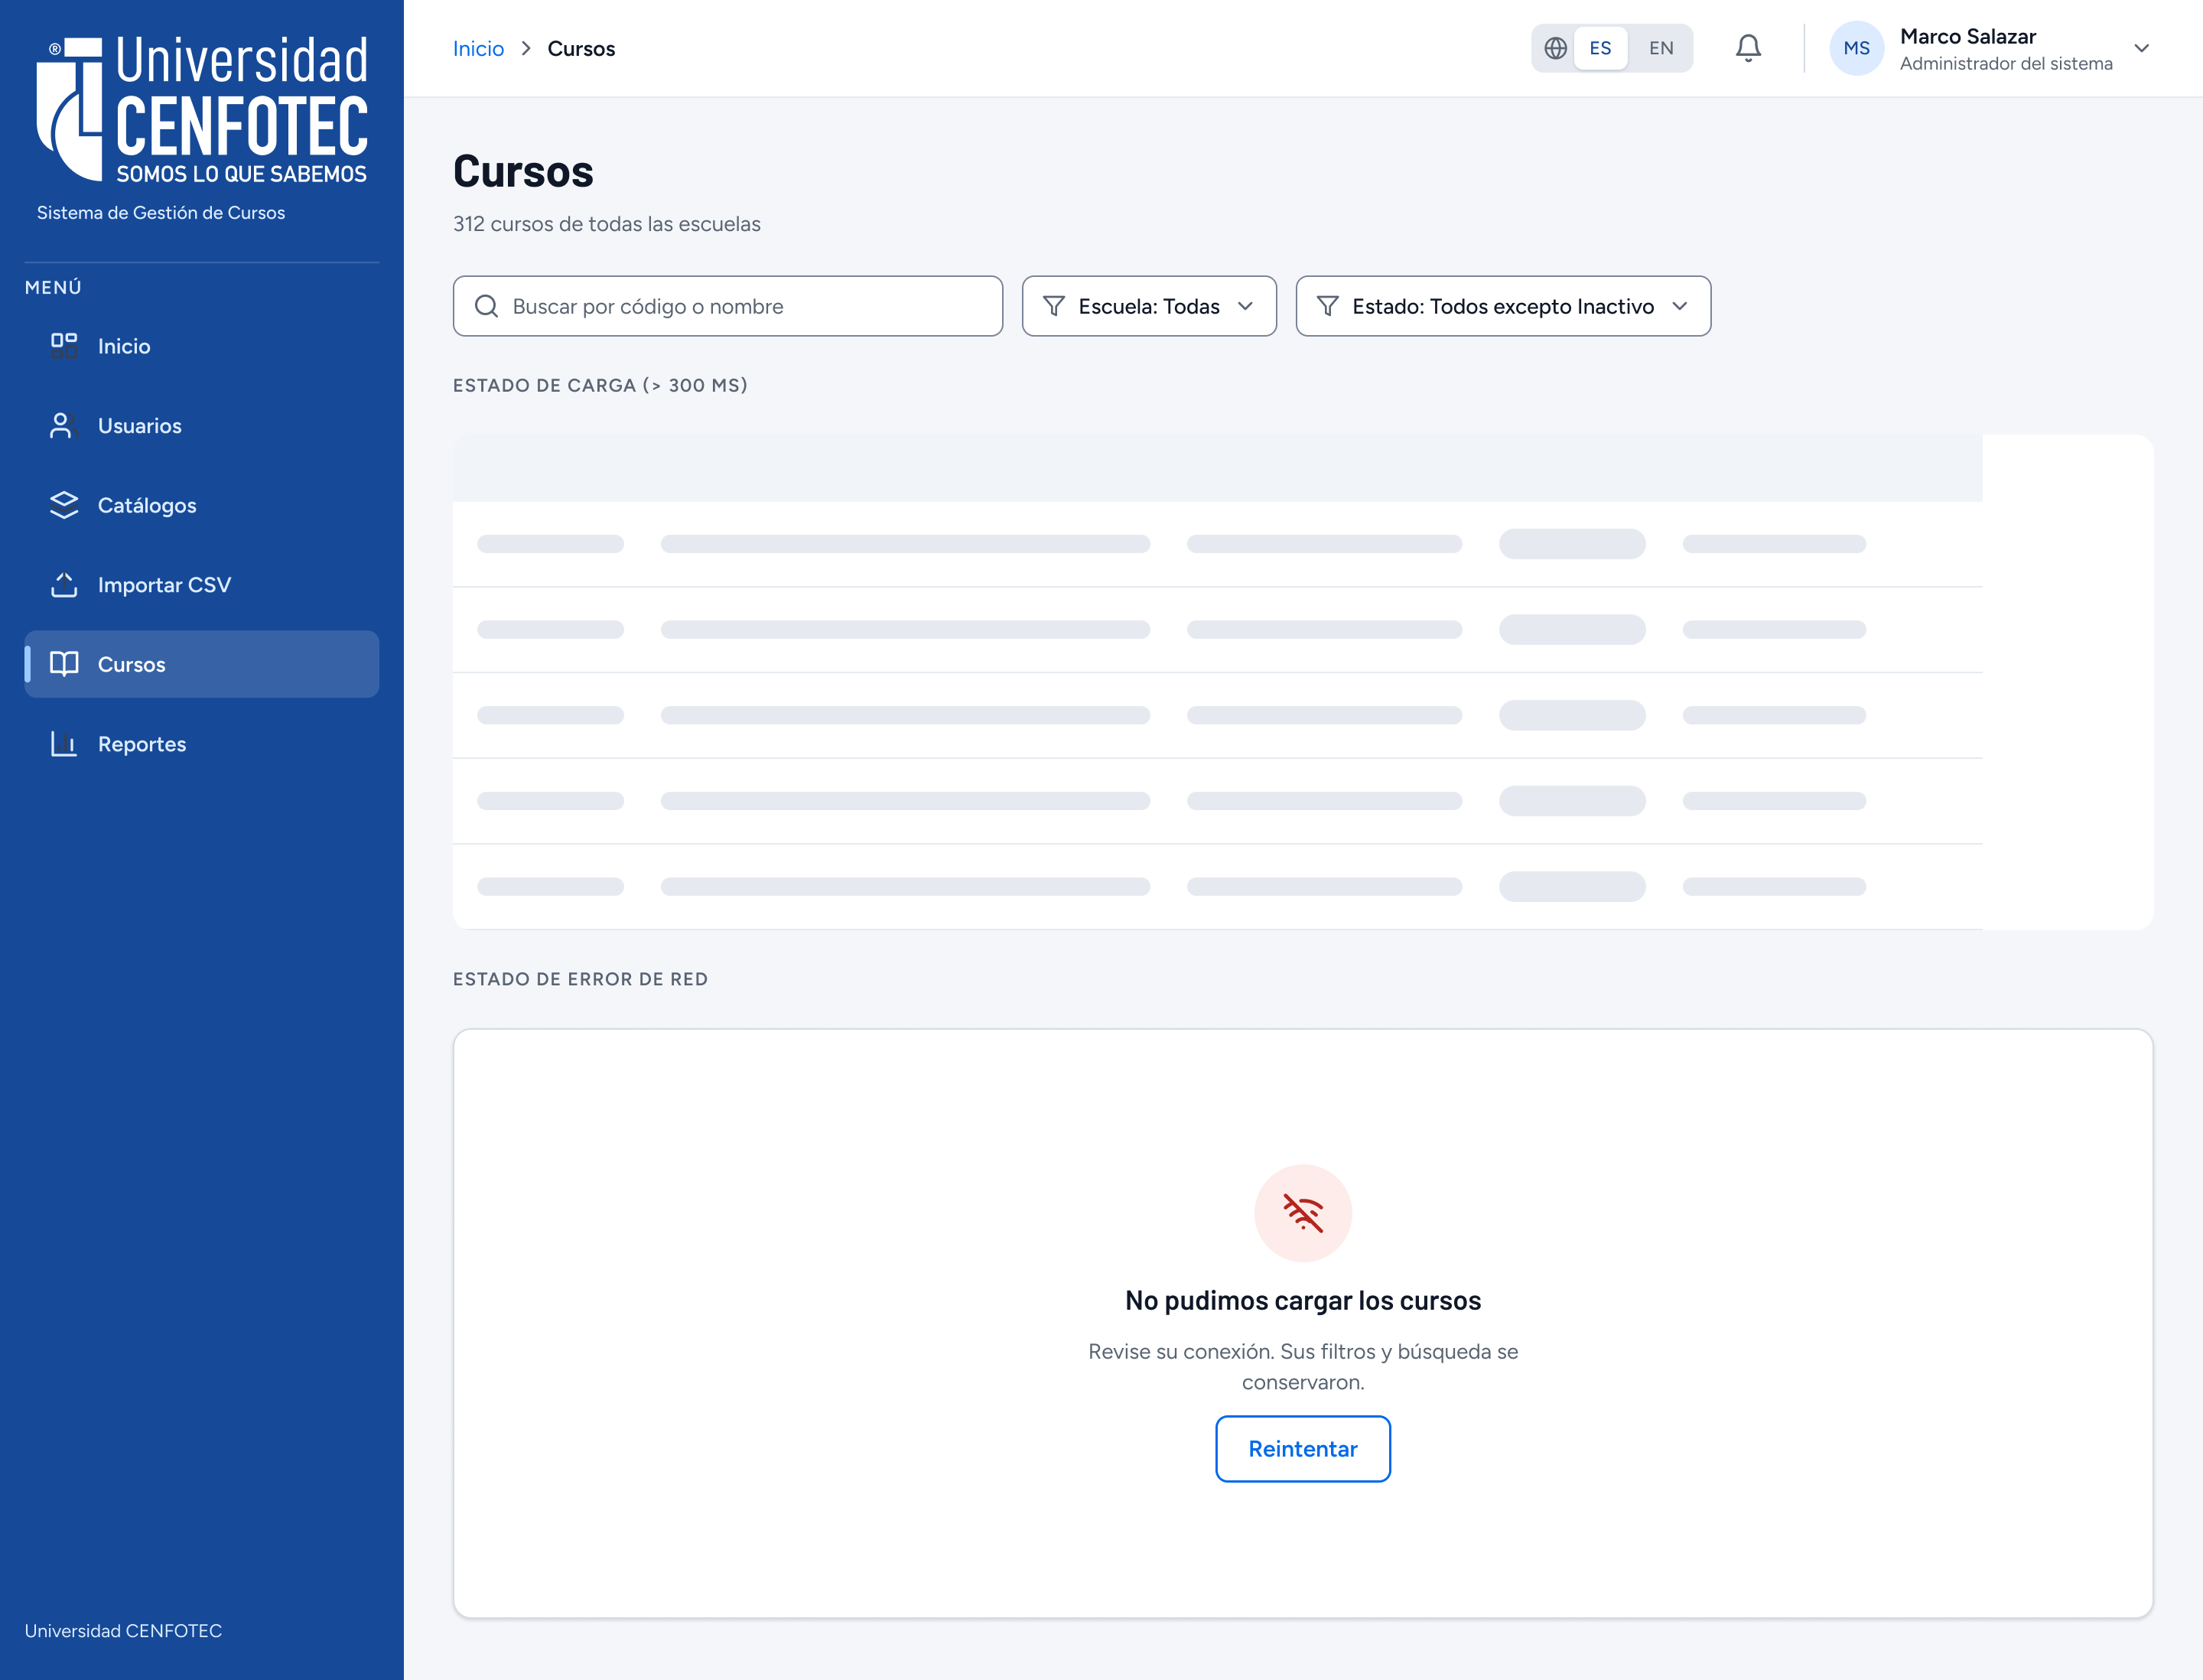 ®
Universidad
CENFOTEC
SOMOS LO QUE SABEMOS
Sistema de Gestión de Cursos
MENÚ
Inicio
Usuarios
Catálogos
Importar CSV
Cursos
Reportes
Universidad CENFOTEC
Inicio > Cursos
ES EN
MS
Marco Salazar
Administrador del sistema
Cursos
312 cursos de todas las escuelas
Buscar por código o nombre
Escuela: Todas
Estado: Todos excepto Inactivo
ESTADO DE CARGA (> 300 MS)
ESTADO DE ERROR DE RED
No pudimos cargar los cursos
Revise su conexión. Sus filtros y búsqueda se
conservaron.
Reintentar